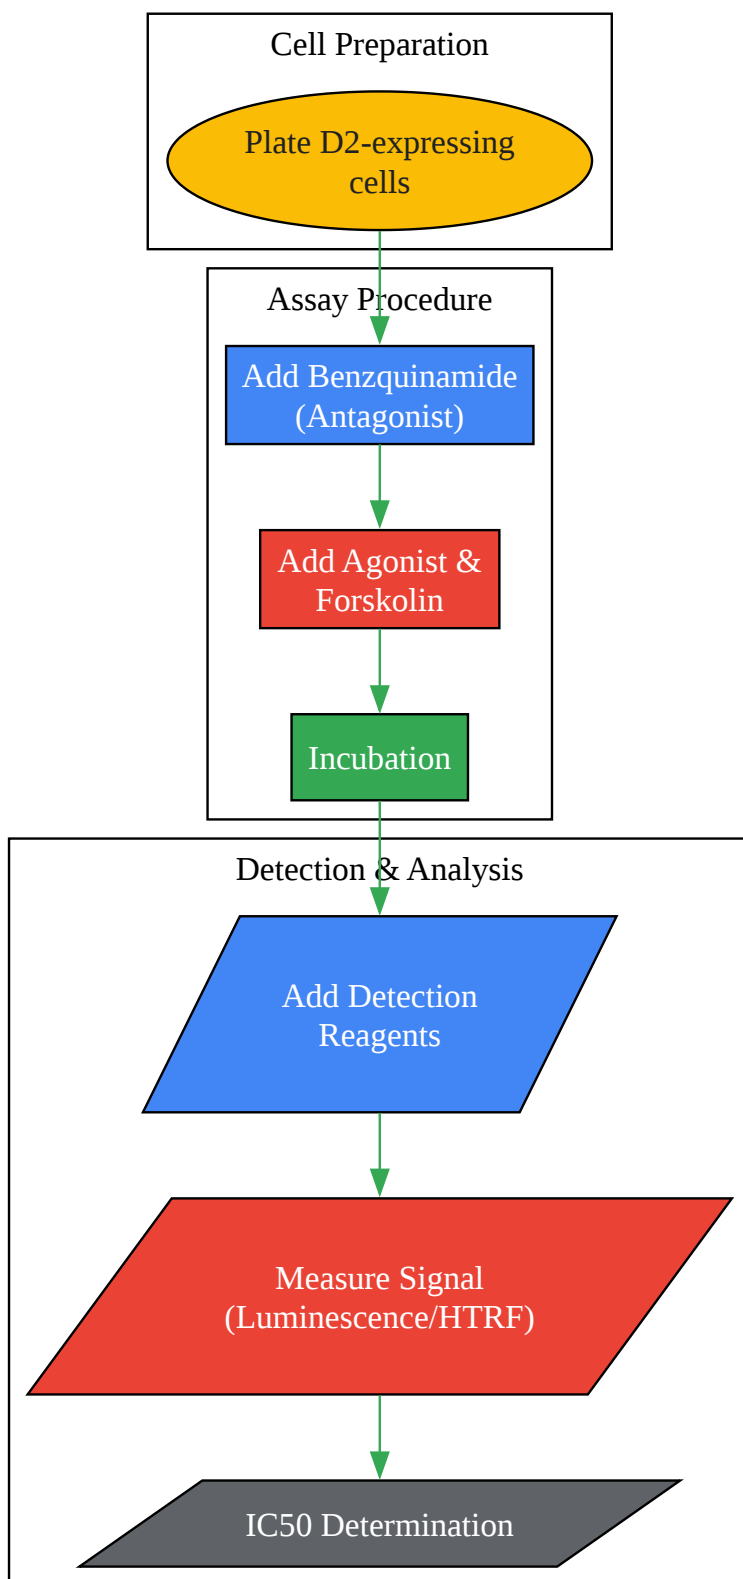 Cell Preparation
Plate D2-expressing
cells
Assay Procedure
Add Benzquinamide
(Antagonist)
Add Agonist &
Forskolin
Incubation
Detection & Analysis
Add Detection
Reagents
Measure Signal
(Luminescence/HTRF)
IC50 Determination